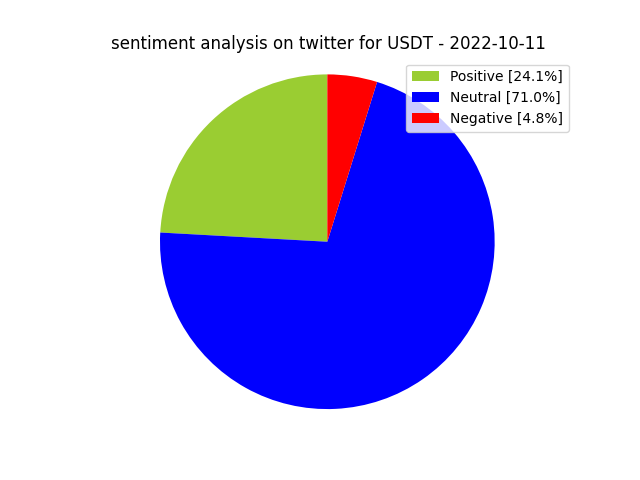 sentiment analysis on twitter for USDT - 2022-10-11
Positive [24.1%]
Neutral [71.0%]
Negative [4.8%]